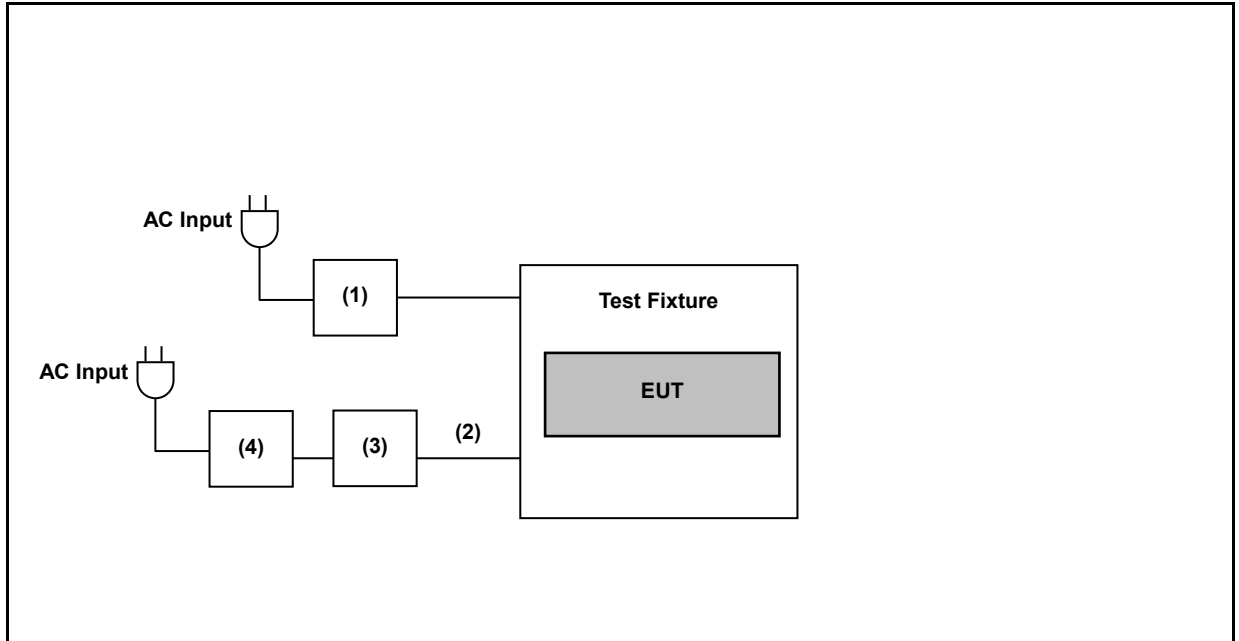 AC Input
(1)
Test Fixture
AC Input
EUT
(4)
(3)
(2)